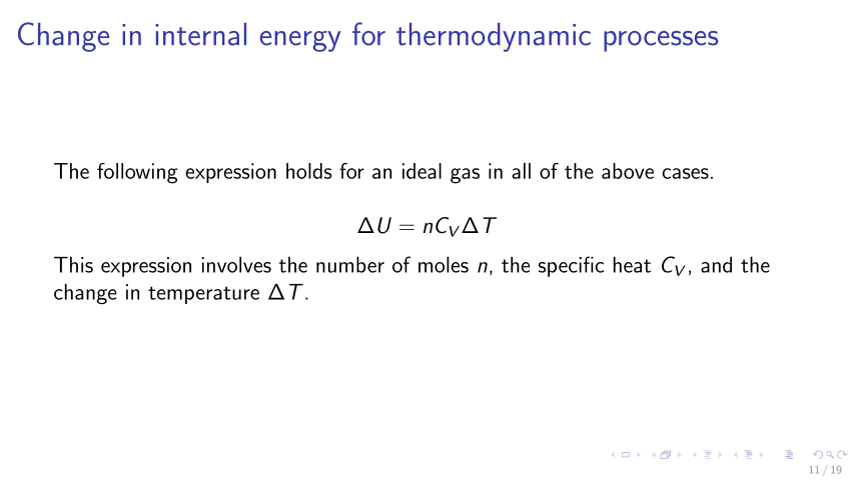 Change in internal energy for thermodynamic processes
The following expression holds for an ideal gas in all of the above cases.
ΔU = nC_VΔT
This expression involves the number of moles n, the specific heat C_V, and the
change in temperature ΔT.
11 / 19